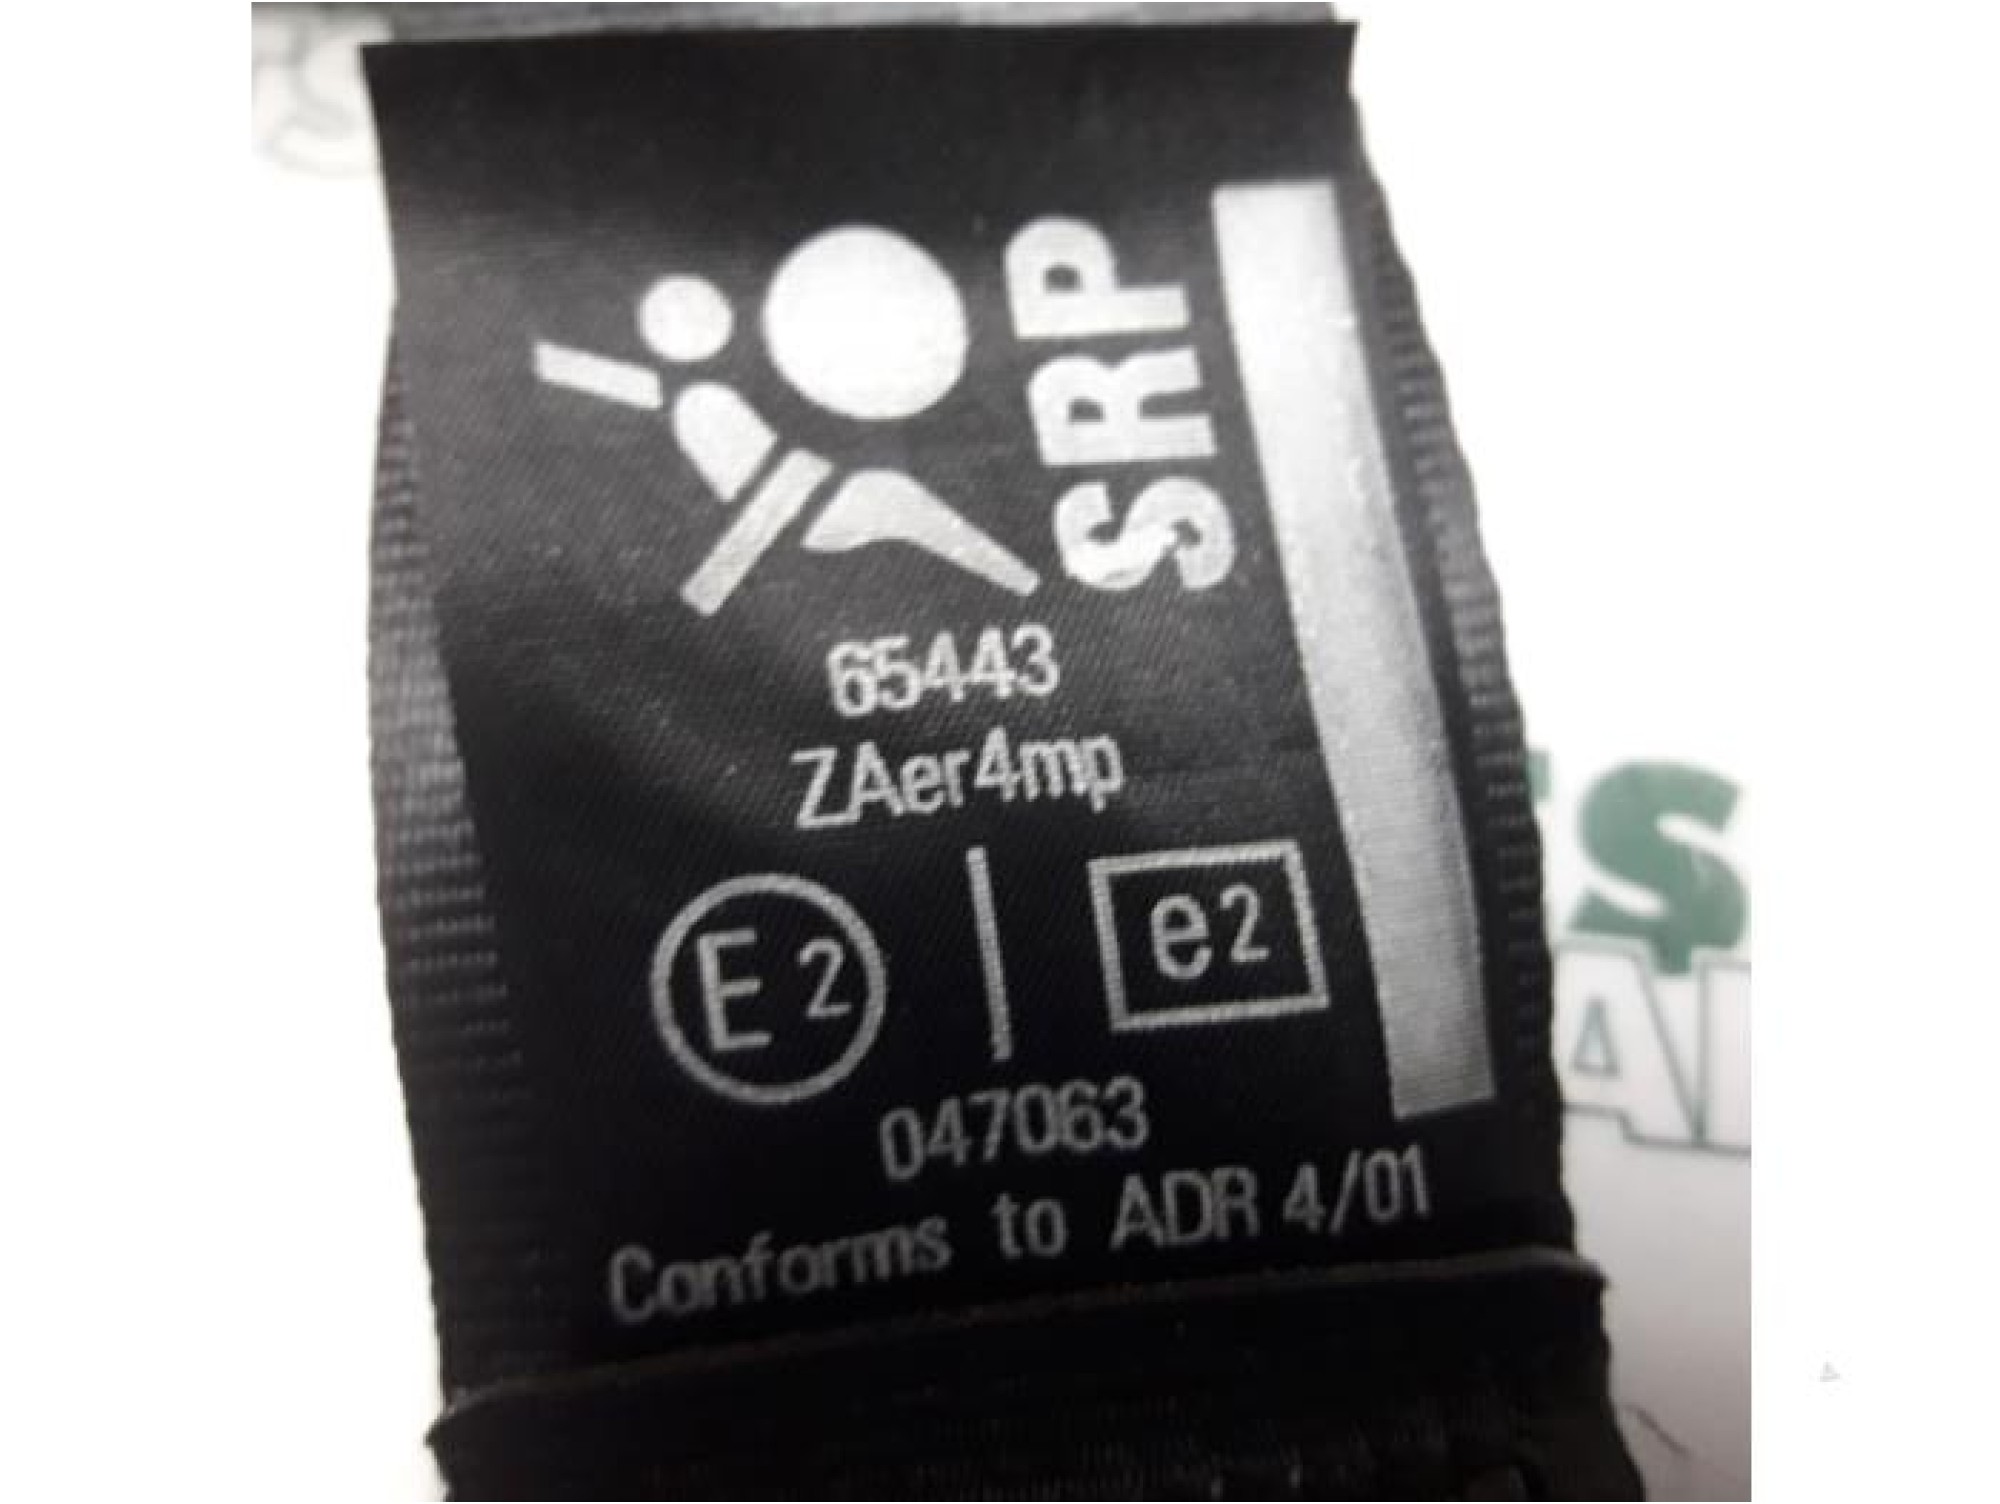 SRP
65443
ZAer4mp
E2
e2
047063
Conforms to ADR 4/01